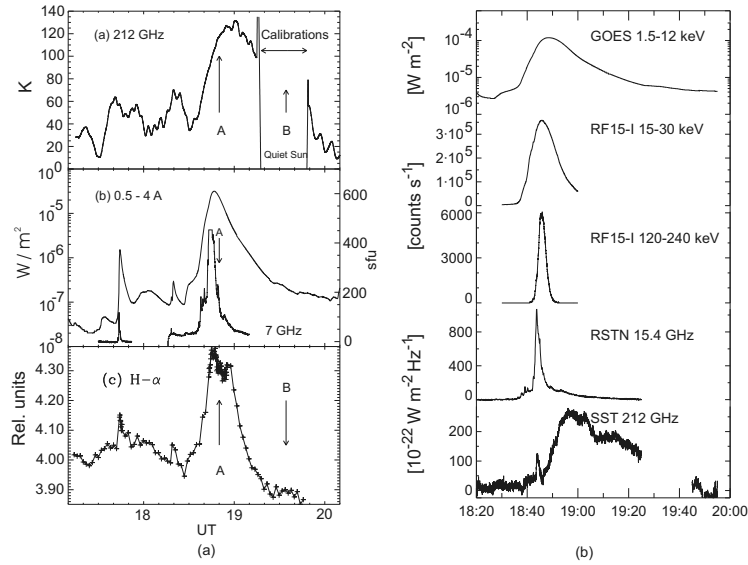 (a) 212 GHz
Calibrations
A
B
Quiet Sun
K
140
120
100
80
60
40
20
0
(b) 0.5 - 4 A
A
7 GHz
W / m²
10⁻⁵
10⁻⁶
10⁻⁷
10⁻⁸
600
400
200
0
sfu
(c) H-α
A
B
Rel. units
4.30
4.20
4.00
3.90
18
19
20
UT
(a)
GOES 1.5-12 keV
[W m⁻²]
10⁻⁴
10⁻⁵
10⁻⁶
RF15-I 15-30 keV
3·10⁵
2·10⁵
1·10⁵
0
[counts s⁻¹]
RF15-I 120-240 keV
6000
3000
0
RSTN 15.4 GHz
800
400
0
[10⁻²² W m⁻² Hz⁻¹]
SST 212 GHz
200
100
0
18:20
18:40
19:00
19:20
19:40
20:00
(b)